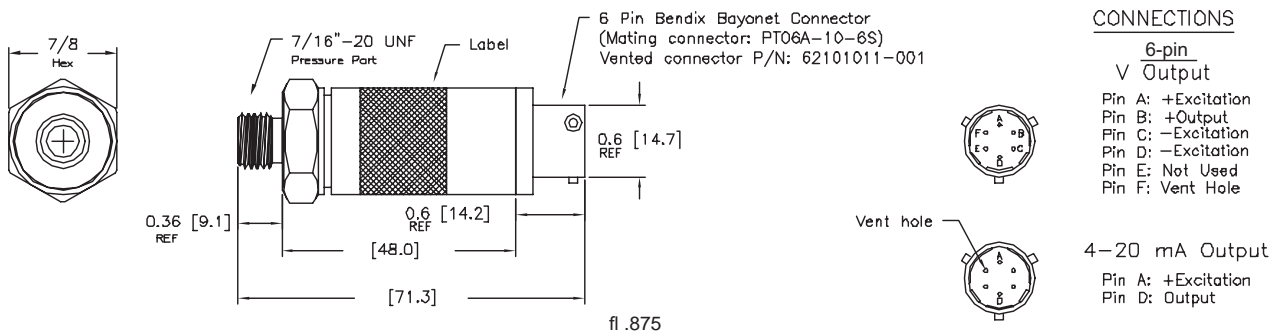 7/8
Hex
7/16"-20 UNF
Pressure Port
Label
6 Pin Bendix Bayonet Connector
(Mating connector: PT06A-10-6S)
Vented connector P/N: 62101011-001
0.6 [14.7]
REF
0.36 [9.1]
REF
0.6 [14.2]
REF
[48.0]
[71.3]
fl .875
CONNECTIONS
6-pin
V Output
Pin A: +Excitation
Pin B: +Output
Pin C: -Excitation
Pin D: -Excitation
Pin E: Not Used
Pin F: Vent Hole
A
F B
E C
D
Vent hole
A
D
4-20 mA Output
Pin A: +Excitation
Pin D: Output